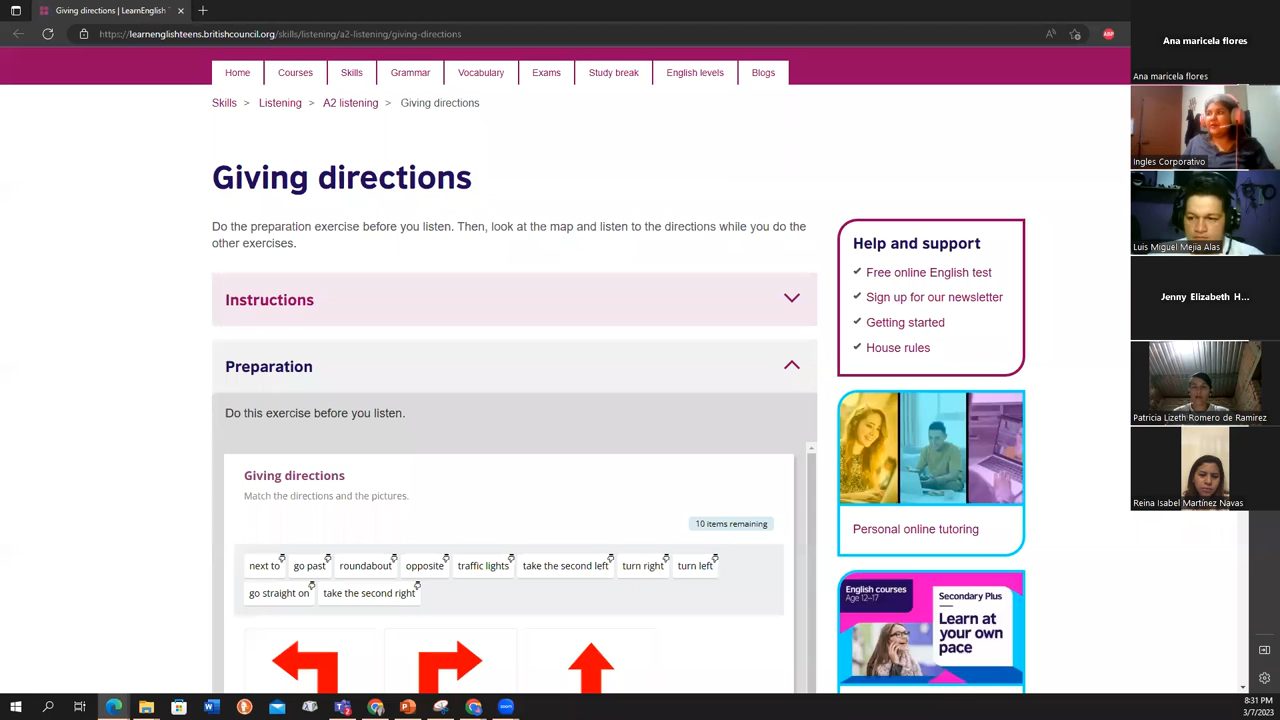 Giving directions | LearnEnglish
https://learnenglishteens.britishcouncil.org/skills/listening/a2-listening/giving-directions
ABP
Home
Courses
Skills
Grammar
Vocabulary
Exams
Study break
English levels
Blogs
Skills > Listening > A2 listening > Giving directions
Giving directions
Do the preparation exercise before you listen. Then, look at the map and listen to the directions while you do the
other exercises.
Instructions
Preparation
Do this exercise before you listen.
Giving directions
Match the directions and the pictures.
10 items remaining
next to
go past
roundabout
opposite
traffic lights
take the second left
turn right
turn left
go straight on
take the second right
Help and support
Free online English test
Sign up for our newsletter
Getting started
House rules
Personal online tutoring
English courses
Age 12–17
Secondary Plus
Learn at
your own
pace
Ana maricela flores
Ana maricela flores
Ingles Corporativo
Luis Miguel Mejia Alas
Jenny Elizabeth H...
Patricia Lizeth Romero de Ramirez
Reina Isabel Martínez Navas
zoom
8:31 PM
3/7/2023